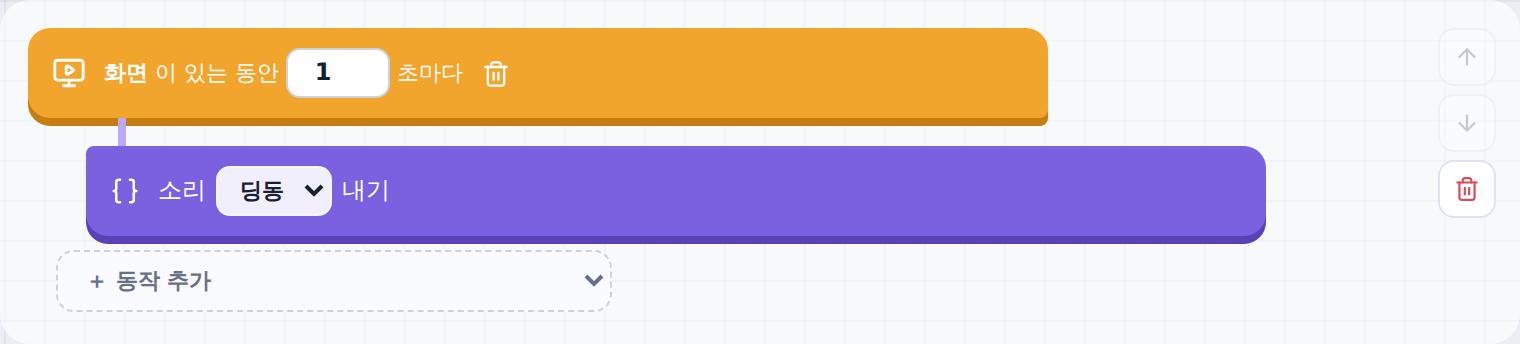 화면 이 있는 동안 1 초마다
{ } 소리 딩동 내기
+ 동작 추가